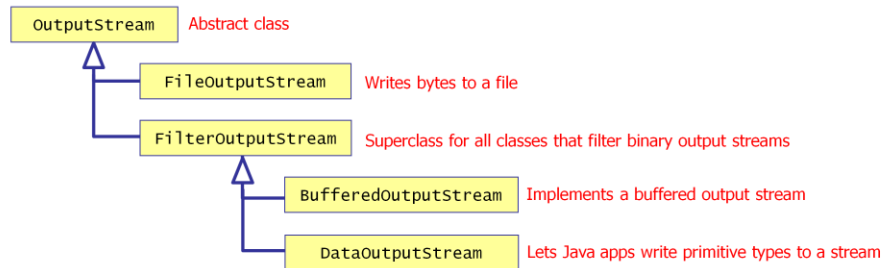 OutputStream Abstract class
FileOutputStream Writes bytes to a file
FilterOutputStream Superclass for all classes that filter binary output streams
BufferedOutputStream Implements a buffered output stream
DataOutputStream Lets Java apps write primitive types to a stream